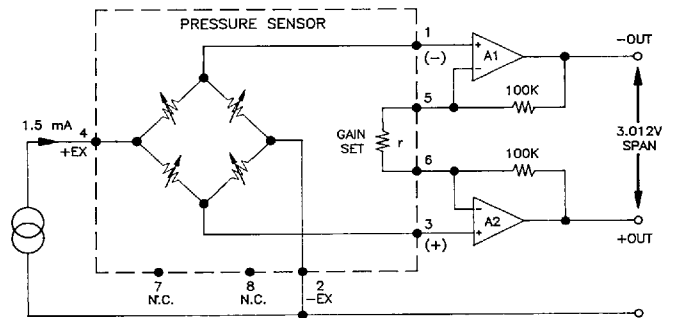 PRESSURE SENSOR
1
(-)
+
A1
-
-OUT
100K
1.5 mA
4
+EX
5
GAIN
SET
r
3.012V
SPAN
6
100K
-
A2
+
3
(+)
+OUT
7
N.C.
8
N.C.
2
-EX